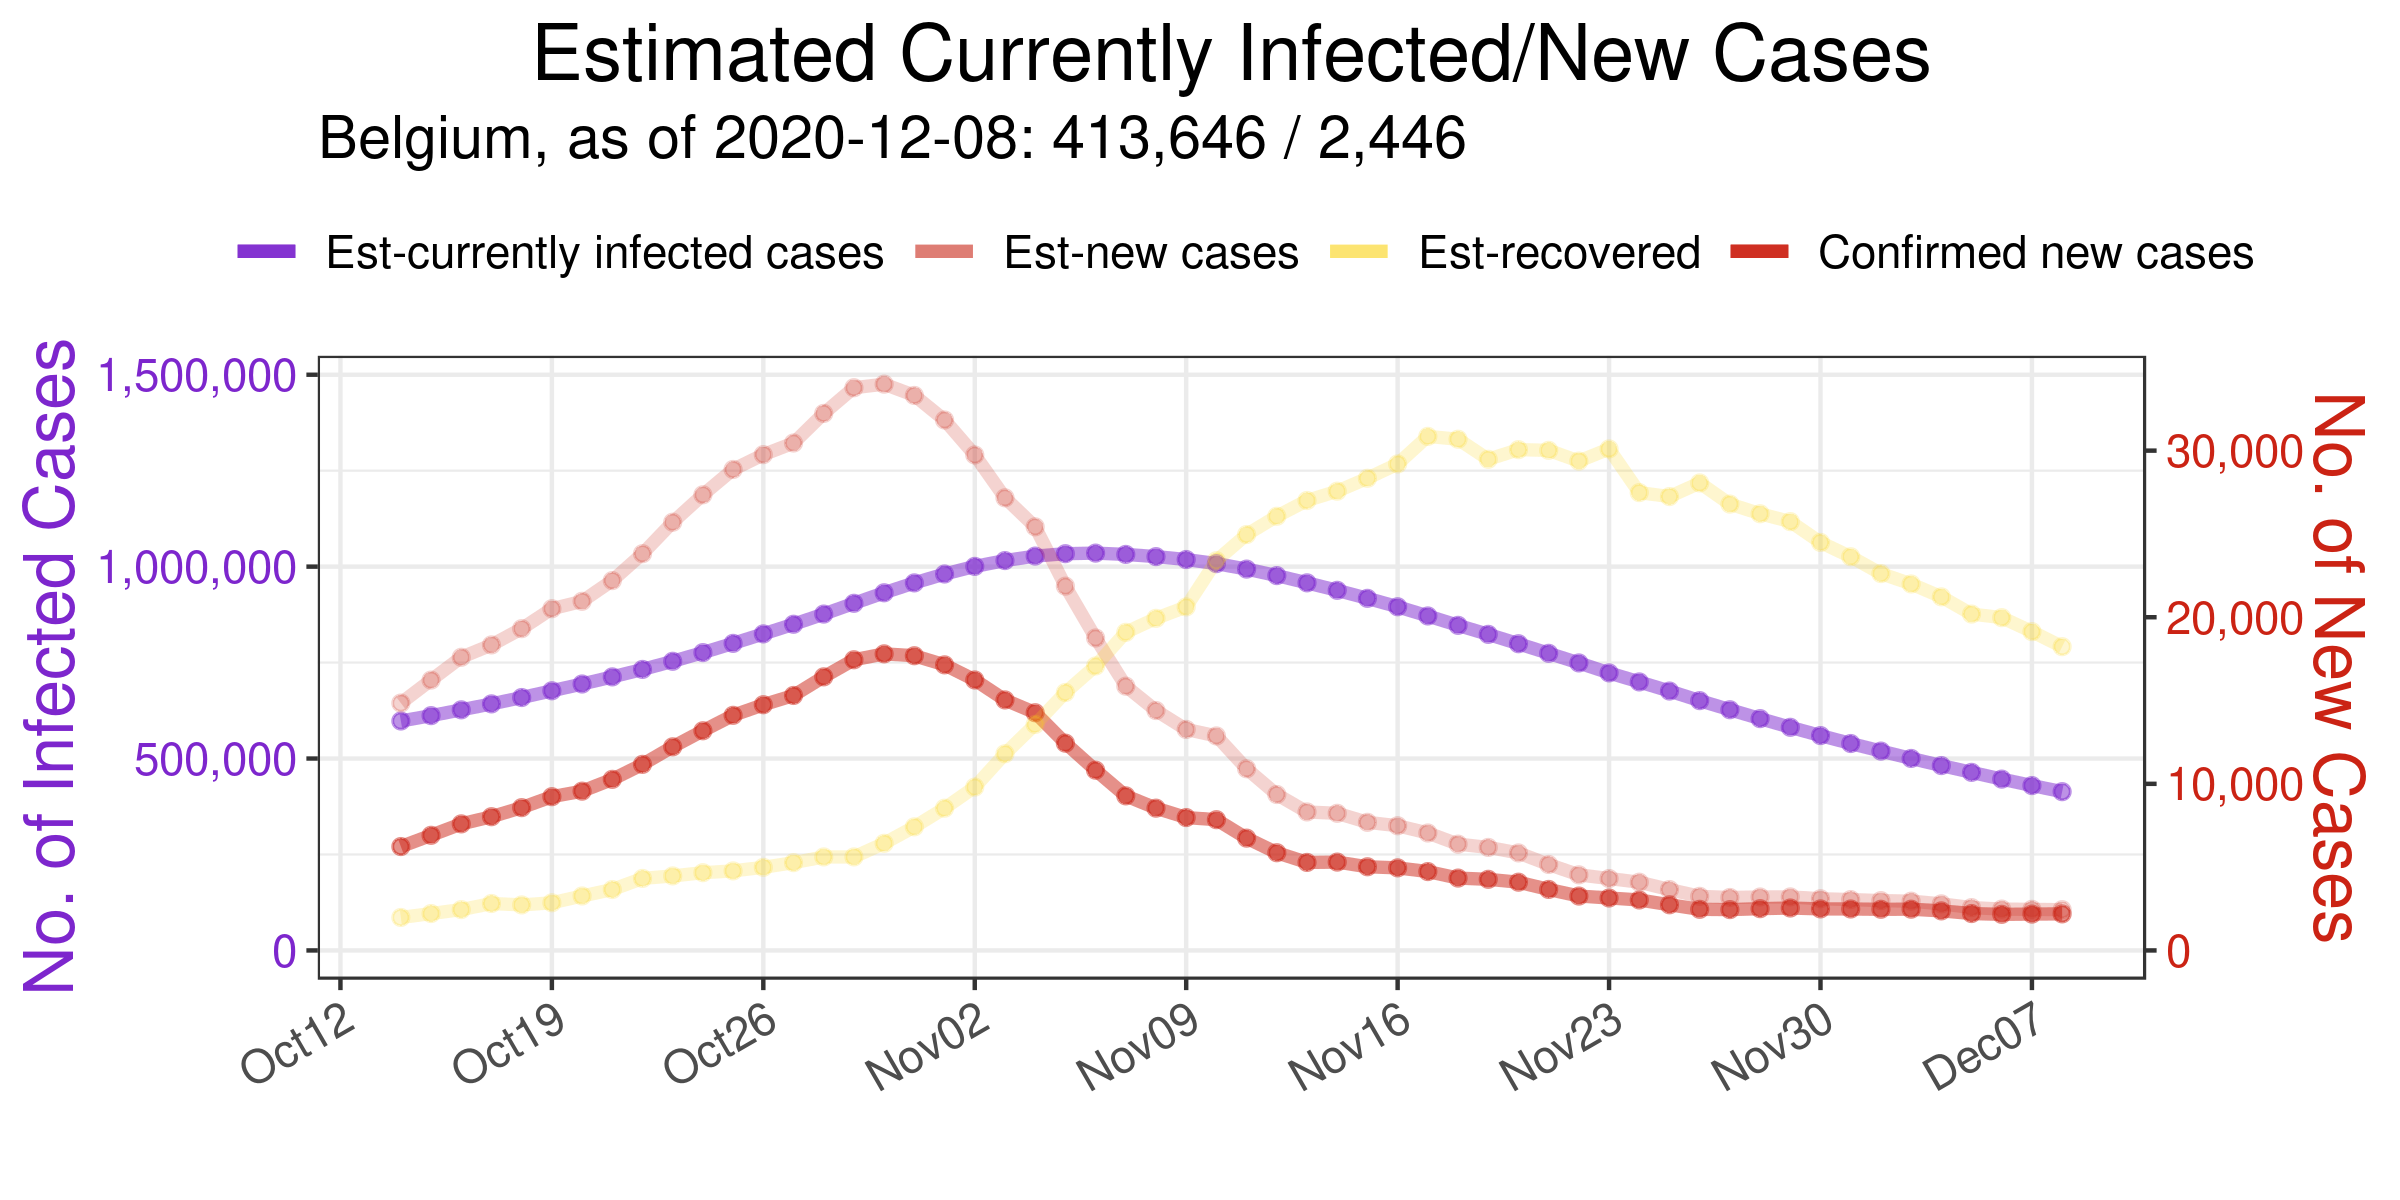 Estimated Currently Infected/New Cases
Belgium, as of 2020-12-08: 413,646 / 2,446
Est-currently infected cases Est-new cases Est-recovered Confirmed new cases
No. of Infected Cases
1,500,000
1,000,000
500,000
0
30,000
20,000
10,000
0
No. of New Cases
Oct12 Oct19 Oct26 Nov02 Nov09 Nov16 Nov23 Nov30 Dec07